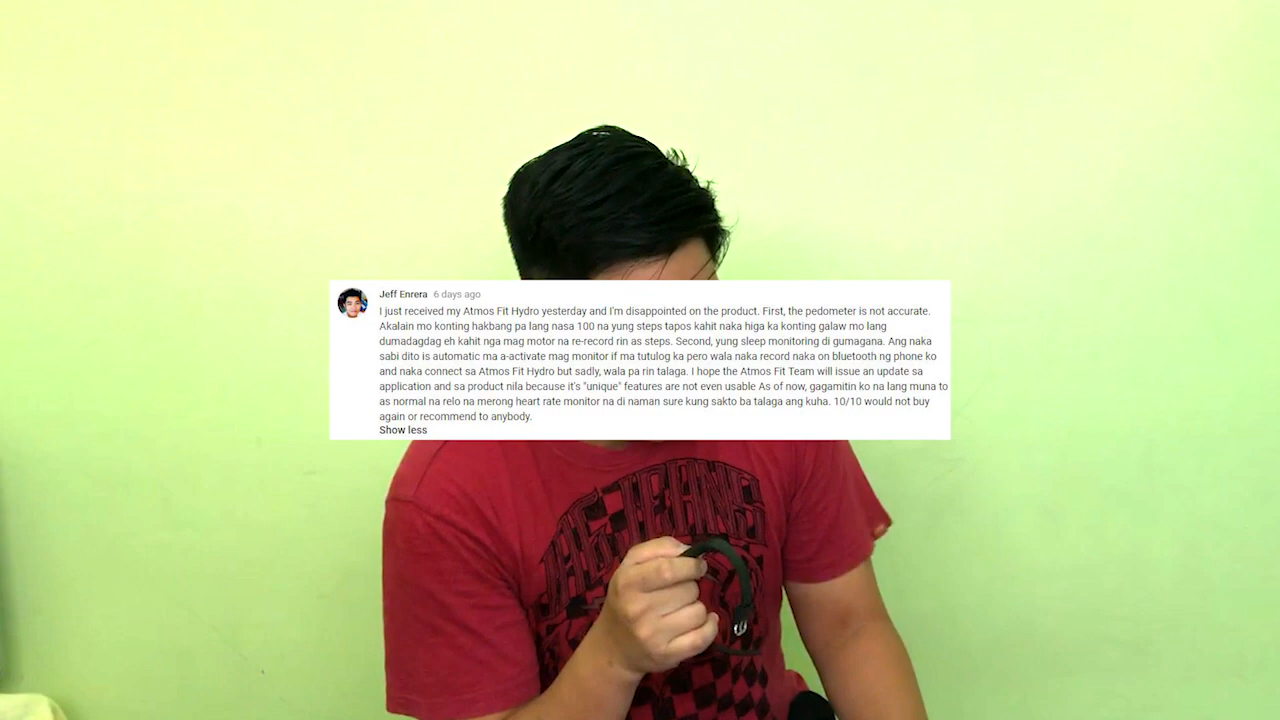 Jeff Enrera 6 days ago
I just received my Atmos Fit Hydro yesterday and I'm disappointed on the product. First, the pedometer is not accurate.
Akalain mo konting hakbang pa lang nasa 100 na yung steps tapos kahit naka higa ka konting galaw mo lang
dumadagdag eh kahit nga mag motor na re-record rin as steps. Second, yung sleep monitoring di gumagana. Ang naka
sabi dito is automatic ma a-activate mag monitor if ma tutulog ka pero wala naka record naka on bluetooth ng phone ko
and naka connect sa Atmos Fit Hydro but sadly, wala pa rin talaga. I hope the Atmos Fit Team will issue an update sa
application and sa product nila because it's "unique" features are not even usable As of now, gagamitin ko na lang muna to
as normal na relo na merong heart rate monitor na di naman sure kung sakto ba talaga ang kuha. 10/10 would not buy
again or recommend to anybody.
Show less
AG JEANS